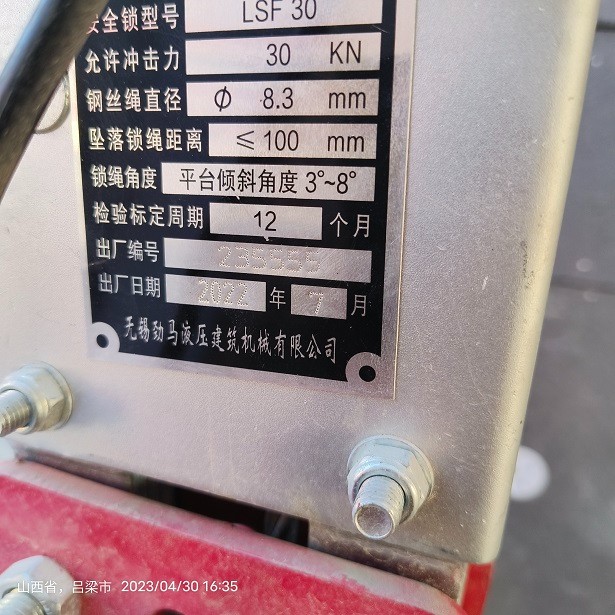 安全锁型号 LSF 30
允许冲击力 30 KN
钢丝绳直径 Φ 8.3 mm
坠落锁绳距离 ≤100 mm
锁绳角度 平台倾斜角度 3°~8°
检验标定周期 12 个月
出厂编号 235555
出厂日期 2022 年 7 月
无锡劲马液压建筑机械有限公司
山西省，吕梁市 2023/04/30 16:35